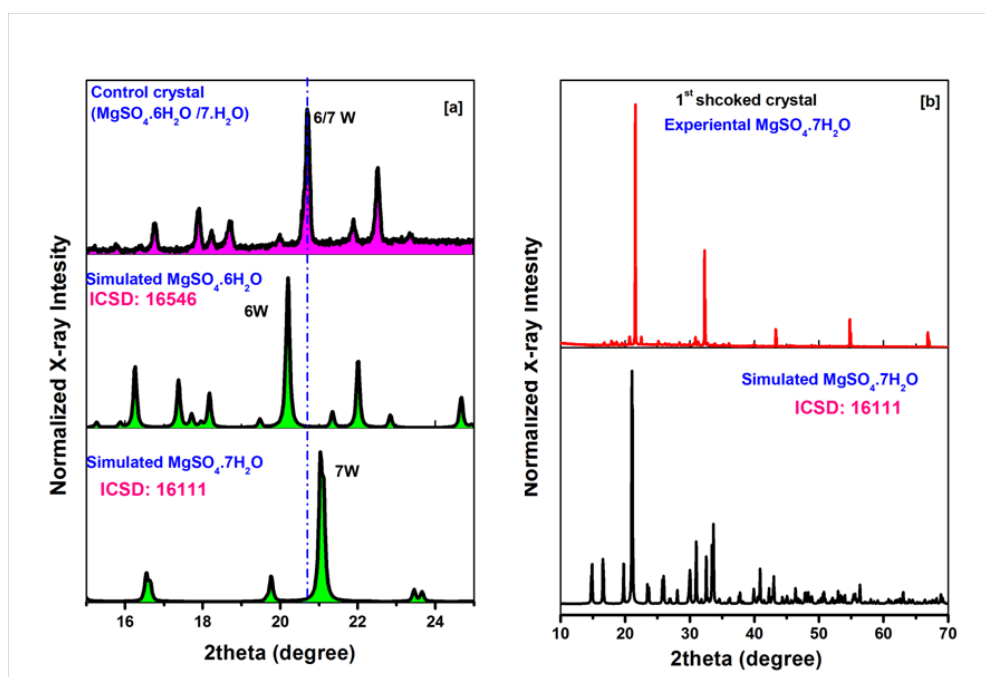 Control crystal
(MgSO4.6H2O /7.H2O)
[a]
6/7 W
Simulated MgSO4.6H2O
ICSD: 16546
6W
Simulated MgSO4.7H2O
ICSD: 16111
7W
Normalized X-ray Intesity
16 18 20 22 24
2theta (degree)
1st shcoked crystal
[b]
Experiental MgSO4.7H2O
Simulated MgSO4.7H2O
ICSD: 16111
Normalized X-ray Intesity
10 20 30 40 50 60 70
2theta (degree)